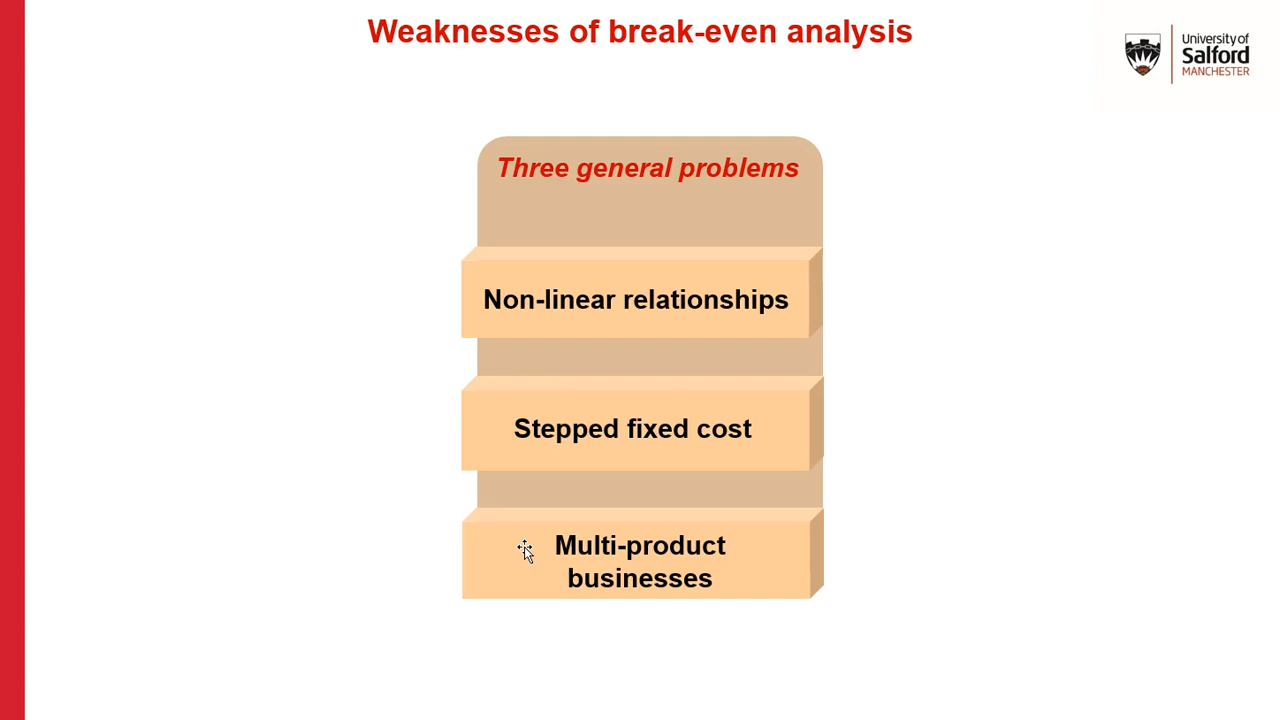 Weaknesses of break-even analysis
University of
Salford
MANCHESTER
Three general problems
Non-linear relationships
Stepped fixed cost
Multi-product
businesses